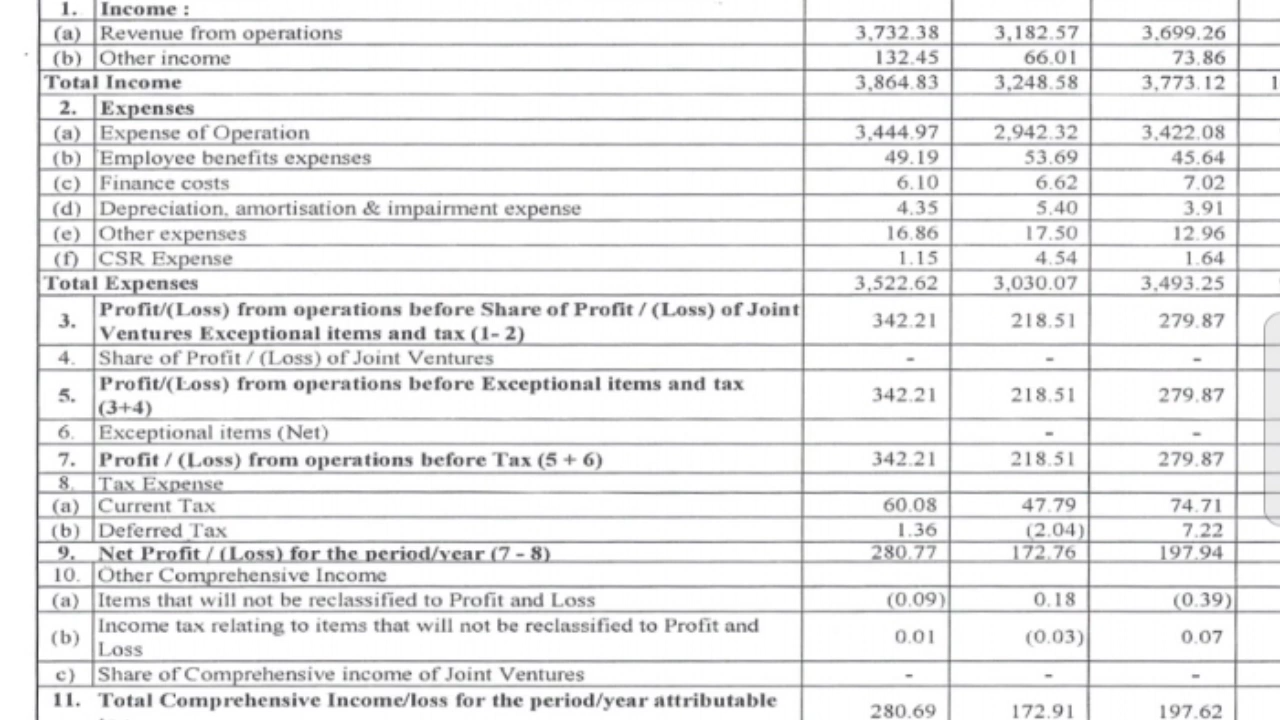 1. Income :
(a) Revenue from operations 3,732.38 3,182.57 3,699.26
(b) Other income 132.45 66.01 73.86
Total Income 3,864.83 3,248.58 3,773.12 1
2. Expenses
(a) Expense of Operation 3,444.97 2,942.32 3,422.08
(b) Employee benefits expenses 49.19 53.69 45.64
(c) Finance costs 6.10 6.62 7.02
(d) Depreciation, amortisation & impairment expense 4.35 5.40 3.91
(e) Other expenses 16.86 17.50 12.96
(f) CSR Expense 1.15 4.54 1.64
Total Expenses 3,522.62 3,030.07 3,493.25
3. Profit/(Loss) from operations before Share of Profit / (Loss) of Joint
Ventures Exceptional items and tax (1- 2) 342.21 218.51 279.87
4. Share of Profit / (Loss) of Joint Ventures - - -
5. Profit/(Loss) from operations before Exceptional items and tax
(3+4) 342.21 218.51 279.87
6. Exceptional items (Net) - -
7. Profit / (Loss) from operations before Tax (5 + 6) 342.21 218.51 279.87
8. Tax Expense
(a) Current Tax 60.08 47.79 74.71
(b) Deferred Tax 1.36 (2.04) 7.22
9. Net Profit / (Loss) for the period/year (7 - 8) 280.77 172.76 197.94
10. Other Comprehensive Income
(a) Items that will not be reclassified to Profit and Loss (0.09) 0.18 (0.39)
(b) Income tax relating to items that will not be reclassified to Profit and
Loss 0.01 (0.03) 0.07
c) Share of Comprehensive income of Joint Ventures - - -
11. Total Comprehensive Income/loss for the period/year attributable
280.69 172.91 197.62